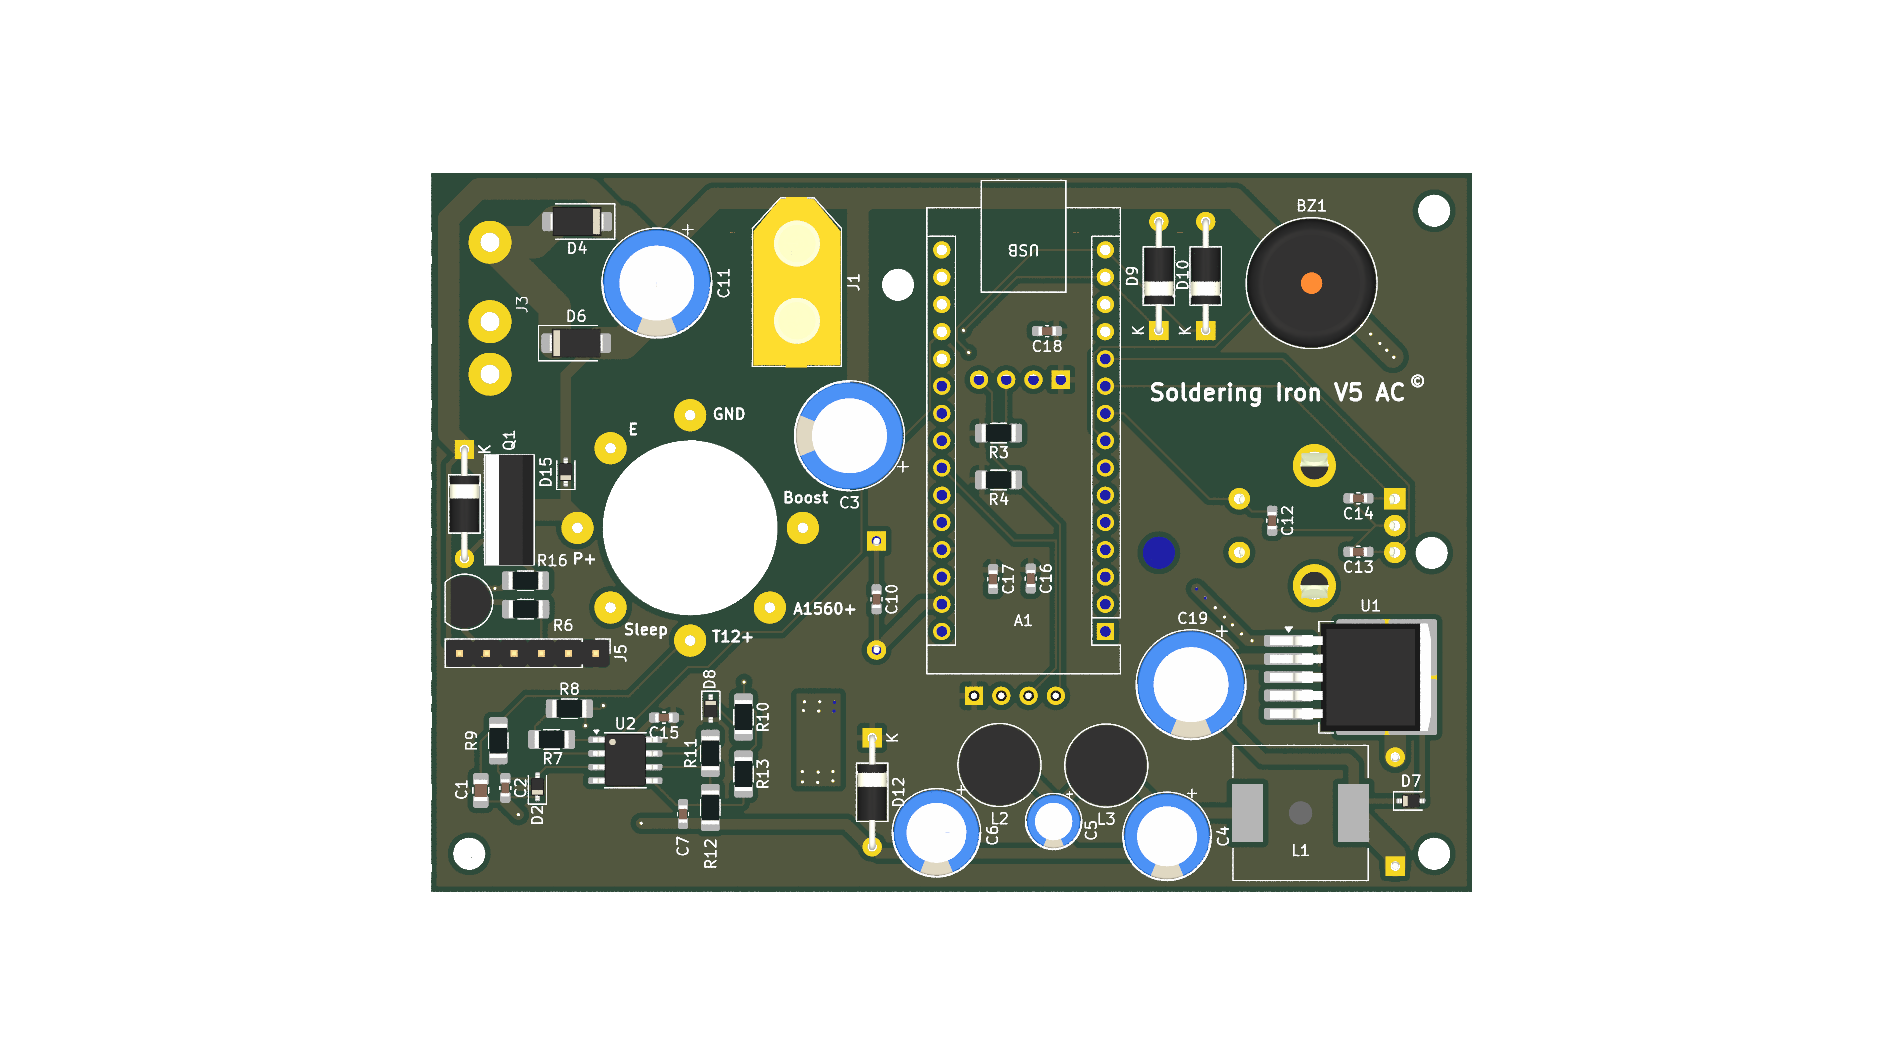 BZ1
D4
C11
J1
USB
D9
D10
K
K
J3
D6
C18
Soldering Iron V5 AC ©
GND
E
K
Q1
D15
Boost
C3
R3
R4
C14
C12
C13
P+
R16
C10
C17
C16
A1560+
A1
U1
C19
R6
Sleep
T12+
J5
D8
R8
R10
U2
C15
R9
R7
R11
R13
K
D12
C1
C2
D2
C7
R12
C6
L2
C5
L3
C4
L1
D7
+
+
+
+
+
+